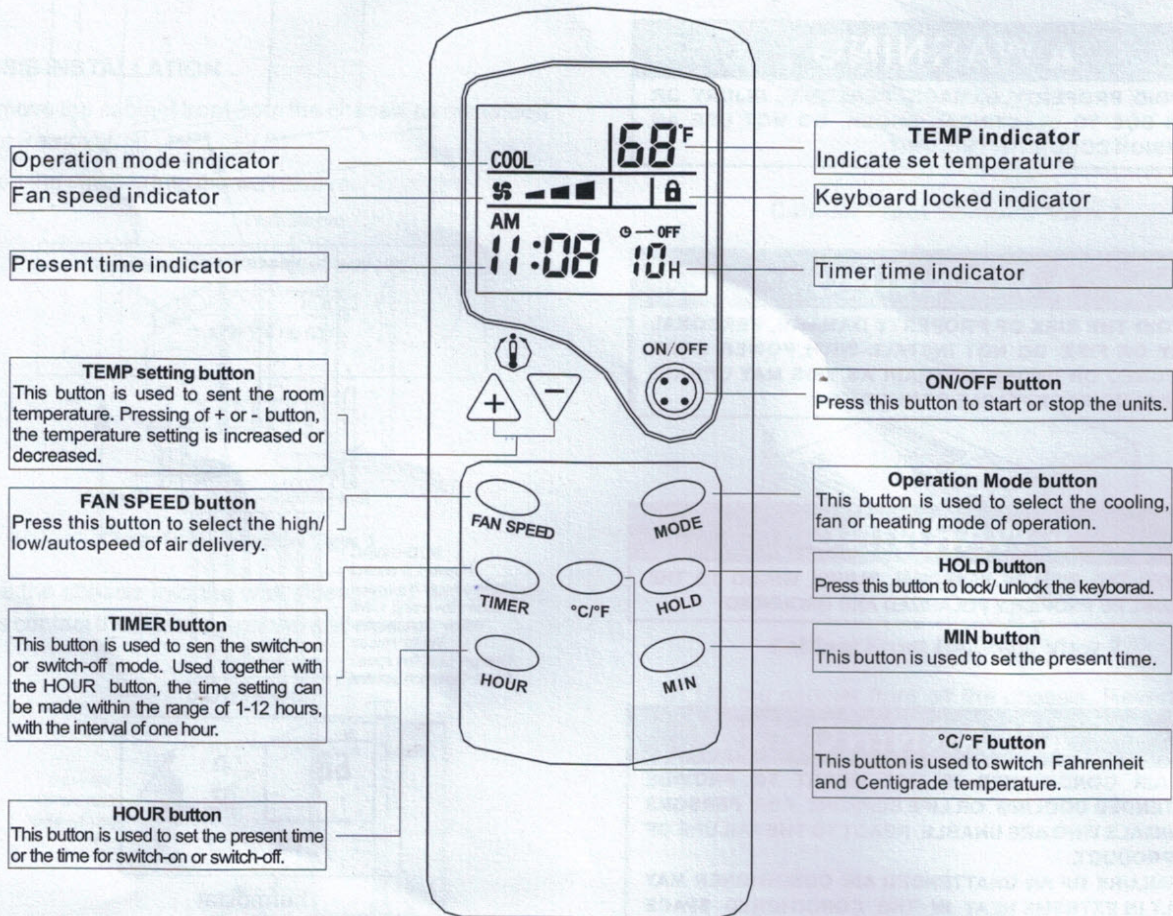 Operation mode indicator
Fan speed indicator
Present time indicator
COOL
68°F
AM
11:08
OFF
10H
TEMP indicator
Indicate set temperature
Keyboard locked indicator
Timer time indicator
TEMP setting button
This button is used to sent the room
temperature. Pressing of + or - button,
the temperature setting is increased or
decreased.
FAN SPEED button
Press this button to select the high/
low/autospeed of air delivery.
TIMER button
This button is used to sen the switch-on
or switch-off mode. Used together with
the HOUR button, the time setting can
be made within the range of 1-12 hours,
with the interval of one hour.
HOUR button
This button is used to set the present time
or the time for switch-on or switch-off.
ON/OFF
+
−
FAN SPEED
MODE
TIMER
°C/°F
HOLD
HOUR
MIN
ON/OFF button
Press this button to start or stop the units.
Operation Mode button
This button is used to select the cooling,
fan or heating mode of operation.
HOLD button
Press this button to lock/ unlock the keyborad.
MIN button
This button is used to set the present time.
°C/°F button
This button is used to switch Fahrenheit
and Centigrade temperature.